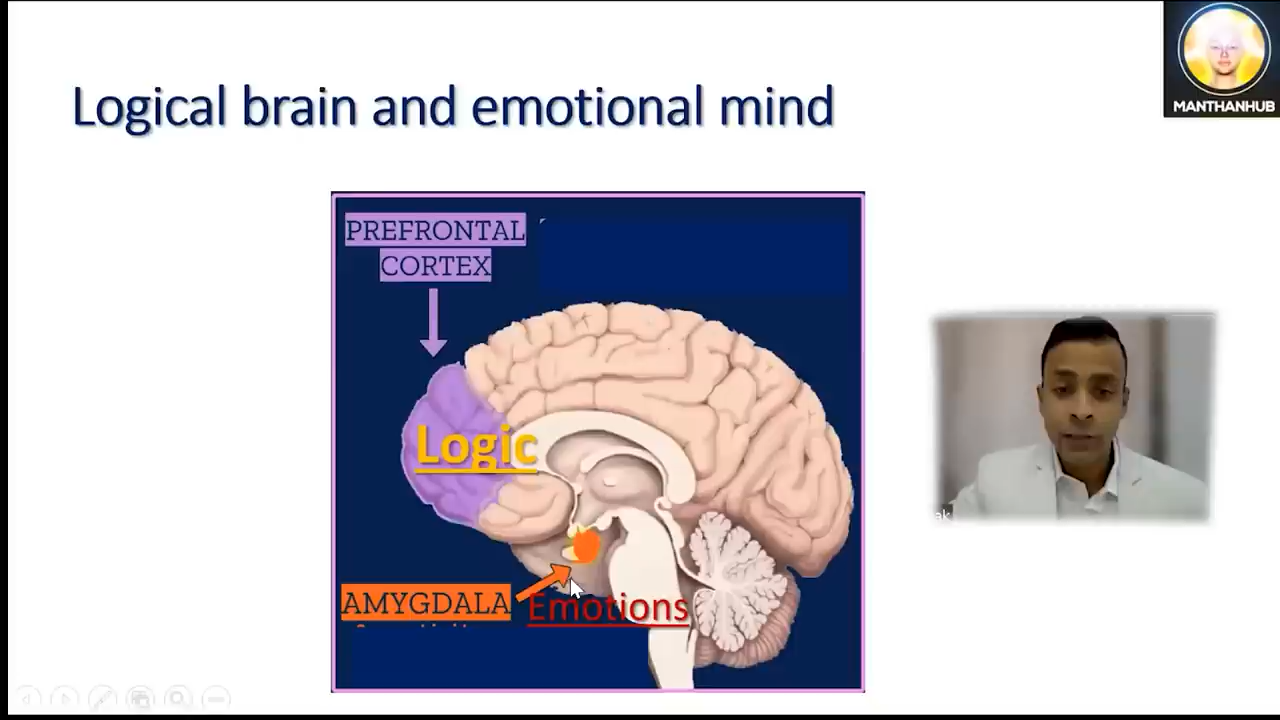 MANTHANHUB
Logical brain and emotional mind
PREFRONTAL
CORTEX
Logic
AMYGDALA
Emotions